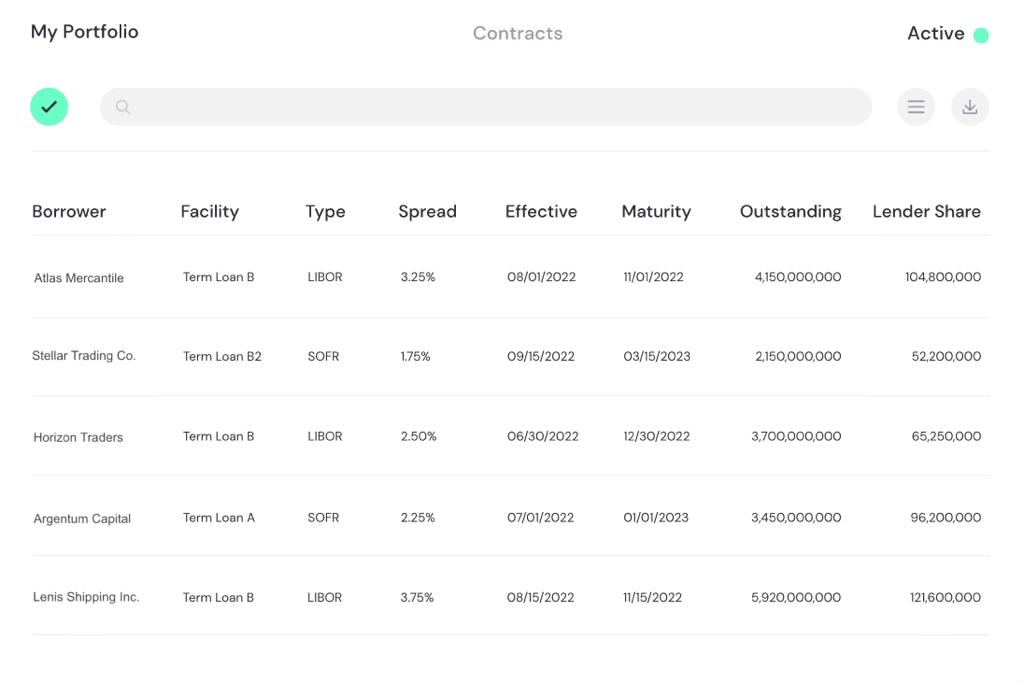 My Portfolio Contracts Active
Borrower Facility Type Spread Effective Maturity Outstanding Lender Share
Atlas Mercantile Term Loan B LIBOR 3.25% 08/01/2022 11/01/2022 4,150,000,000 104,800,000
Stellar Trading Co. Term Loan B2 SOFR 1.75% 09/15/2022 03/15/2023 2,150,000,000 52,200,000
Horizon Traders Term Loan B LIBOR 2.50% 06/30/2022 12/30/2022 3,700,000,000 65,250,000
Argentum Capital Term Loan A SOFR 2.25% 07/01/2022 01/01/2023 3,450,000,000 96,200,000
Lenis Shipping Inc. Term Loan B LIBOR 3.75% 08/15/2022 11/15/2022 5,920,000,000 121,600,000